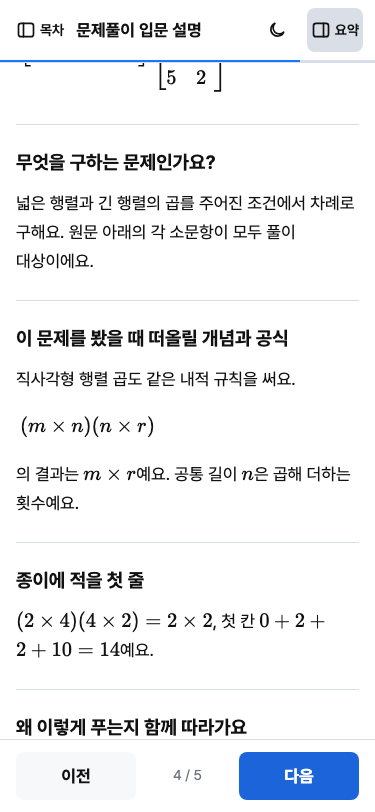 목차 문제풀이 입문 설명 요약
5 2
무엇을 구하는 문제인가요?
넓은 행렬과 긴 행렬의 곱를 주어진 조건에서 차례로
구해요. 원문 아래의 각 소문항이 모두 풀이
대상이에요.
이 문제를 봤을 때 떠올릴 개념과 공식
직사각형 행렬 곱도 같은 내적 규칙을 써요.
(m × n)(n × r)
의 결과는 m × r예요. 공통 길이 n은 곱해 더하는
횟수예요.
종이에 적을 첫 줄
(2 × 4)(4 × 2) = 2 × 2, 첫 칸 0 + 2 +
2 + 10 = 14예요.
왜 이렇게 푸는지 함께 따라가요
이전 4 / 5 다음